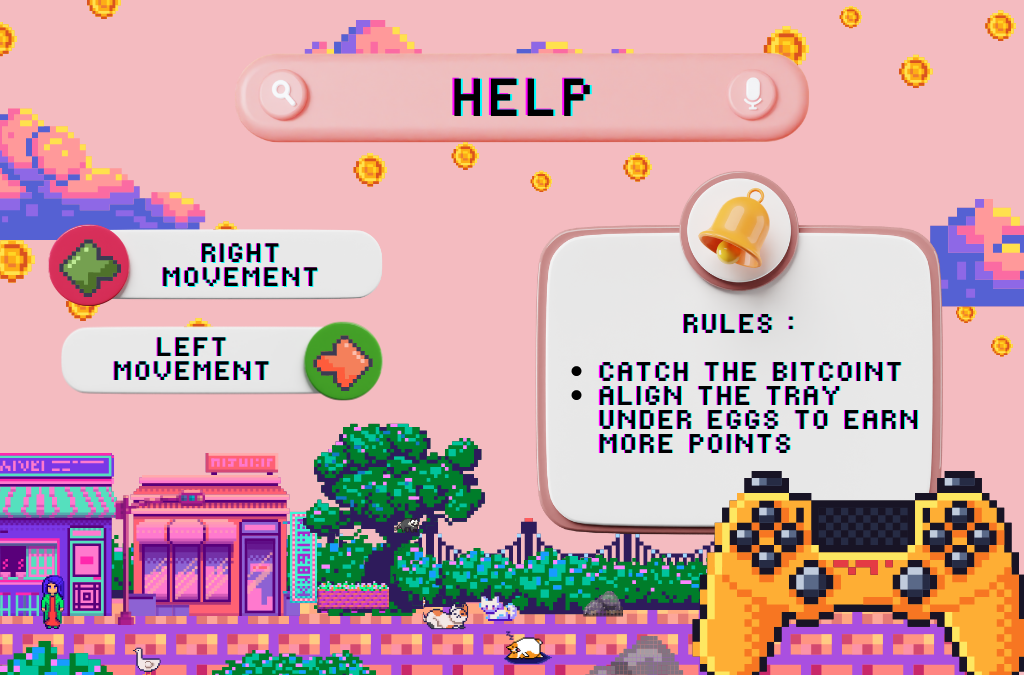 HELP
RIGHT
MOVEMENT
LEFT
MOVEMENT
RULES :
• CATCH THE BITCOINT
• ALIGN THE TRAY
UNDER EGGS TO EARN
MORE POINTS